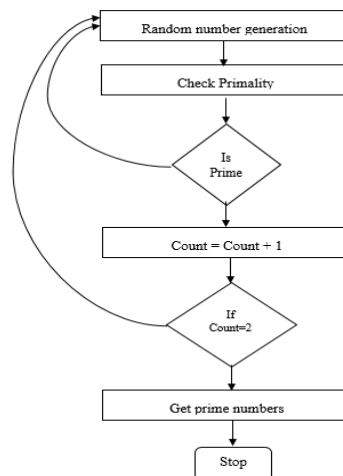 Random number generation
Check Primality
Is
Prime
Count = Count + 1
If
Count=2
Get prime numbers
Stop